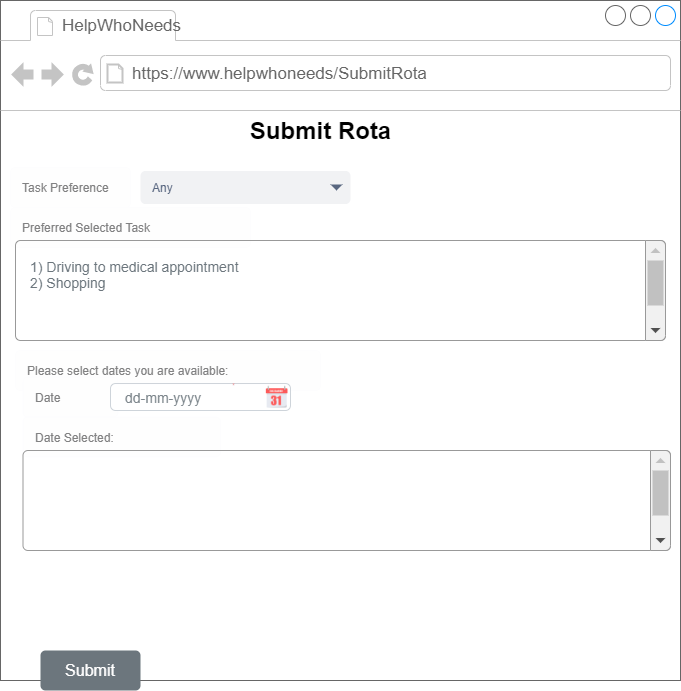 HelpWhoNeeds
https://www.helpwhoneeds/SubmitRota
Submit Rota
Task Preference
Any
Preferred Selected Task
1) Driving to medical appointment
2) Shopping
Please select dates you are available:
Date
dd-mm-yyyy
31
Date Selected:
Submit